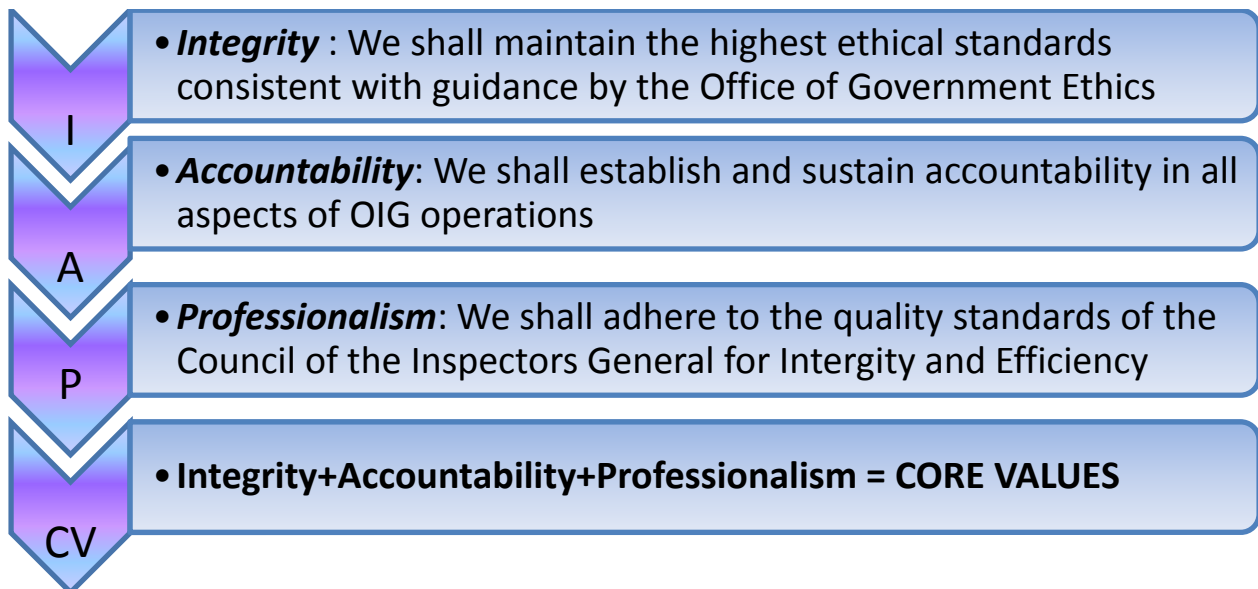 I
• Integrity : We shall maintain the highest ethical standards
consistent with guidance by the Office of Government Ethics
A
• Accountability: We shall establish and sustain accountability in all
aspects of OIG operations
P
• Professionalism: We shall adhere to the quality standards of the
Council of the Inspectors General for Intergity and Efficiency
CV
• Integrity+Accountability+Professionalism = CORE VALUES